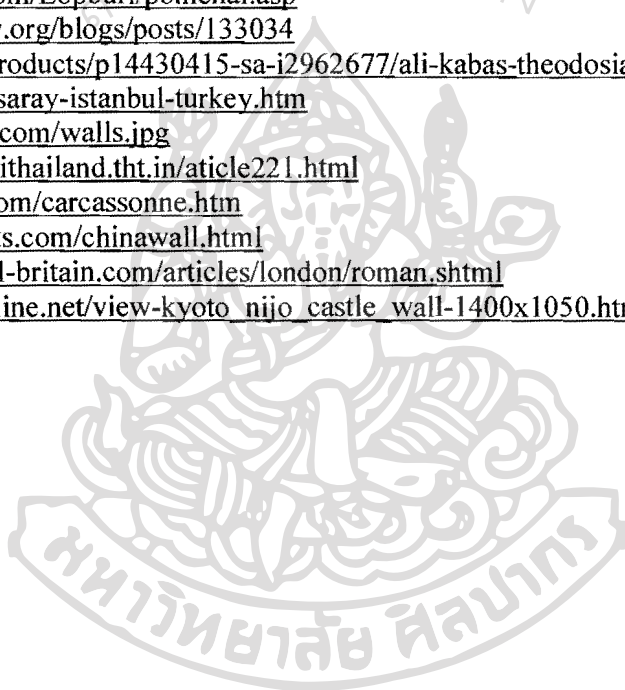 om/Lopburi/pomchai.asp
v.org/blogs/posts/133034
roducts/p14430415-sa-i2962677/ali-kabas-theodosia
saray-istanbul-turkey.htm
com/walls.jpg
ithailand.tht.in/aticle221.html
om/carcassonne.htm
ts.com/chinawall.html
l-britain.com/articles/london/roman.shtml
ine.net/view-kyoto_nijo_castle_wall-1400x1050.htm
มหาวิทยาลัย ศิลปากร